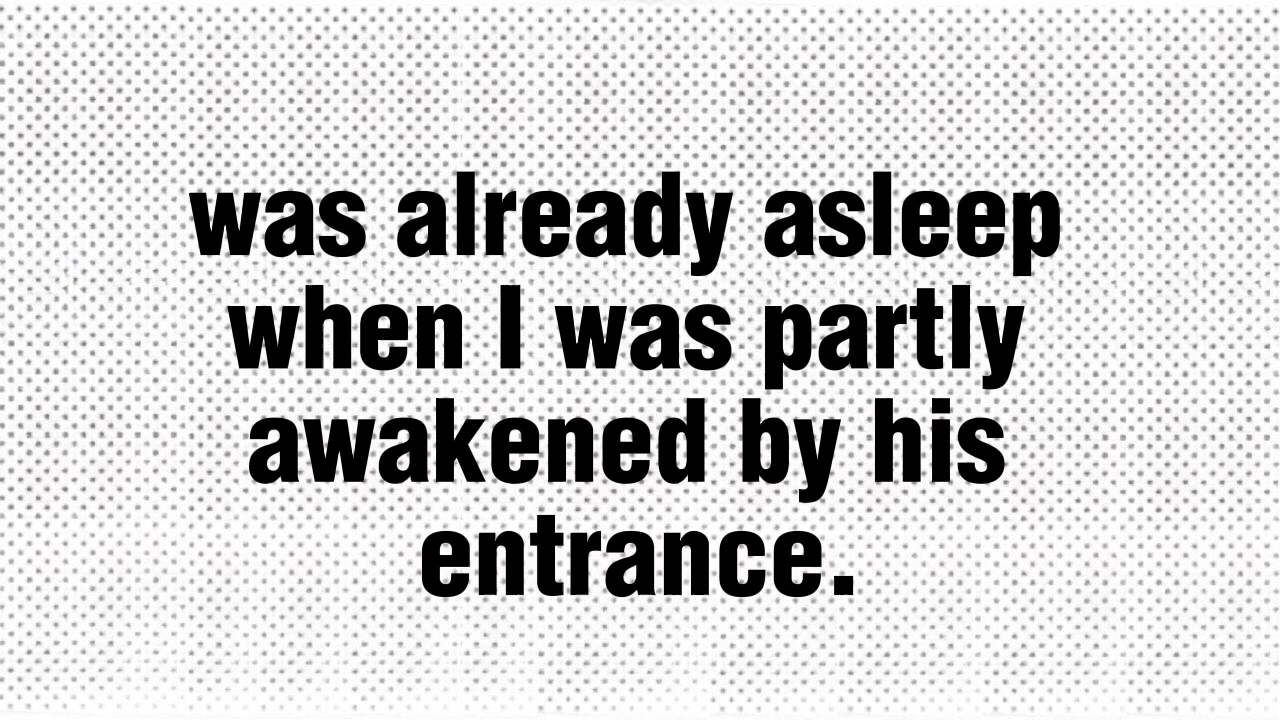 was already asleep
when I was partly
awakened by his
entrance.